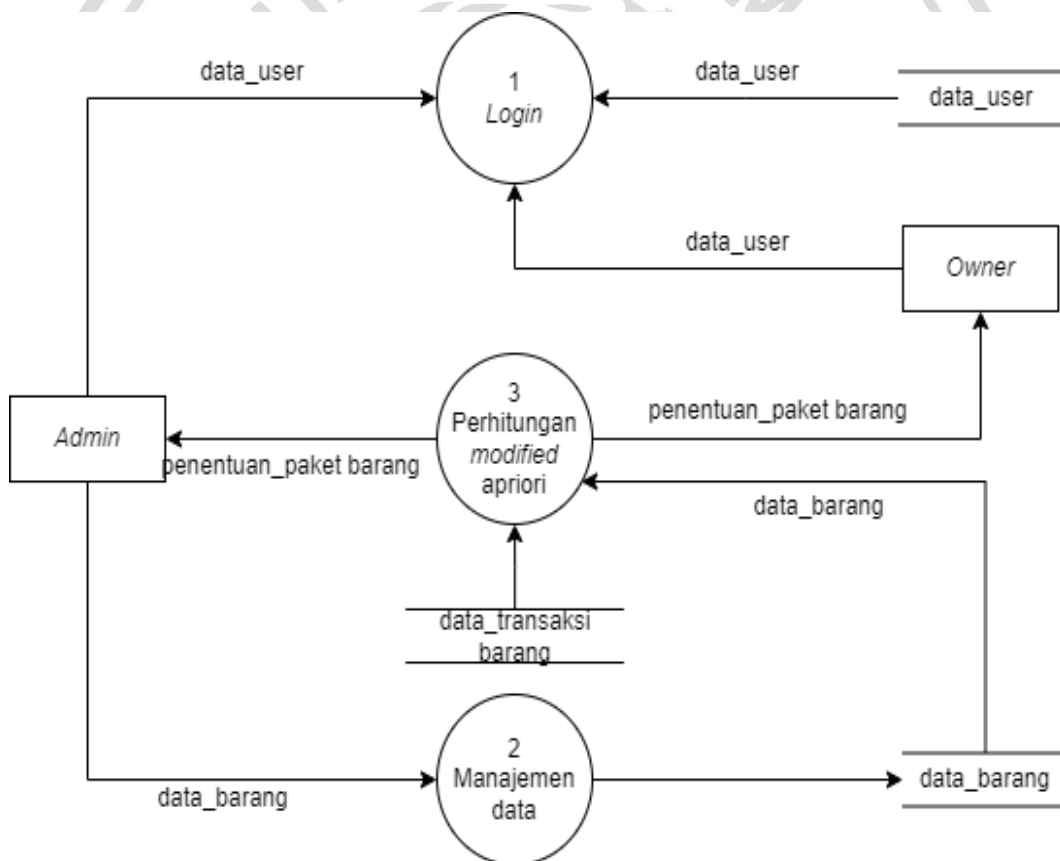 data_user
1
Login
data_user
data_user
data_user
Owner
Admin
penentuan_paket barang
3
Perhitungan
modified
apriori
penentuan_paket barang
data_barang
data_transaksi
barang
2
Manajemen
data
data_barang
data_barang